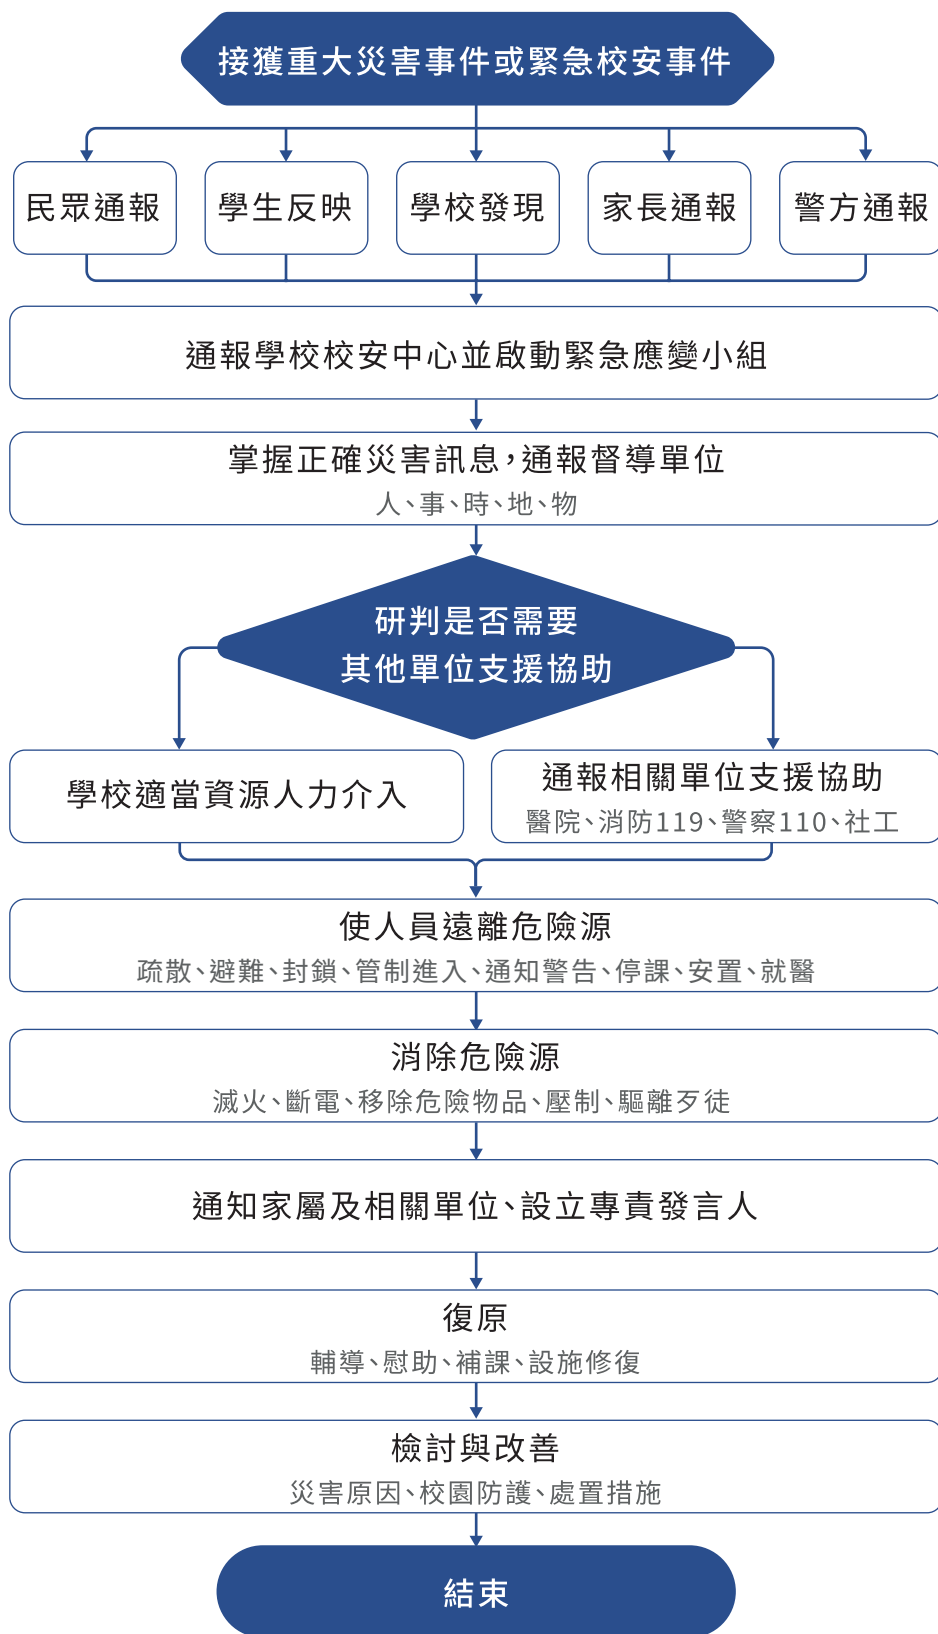 接獲重大災害事件或緊急校安事件
民眾通報
學生反映
學校發現
家長通報
警方通報
通報學校校安中心並啟動緊急應變小組
掌握正確災害訊息，通報督導單位
人、事、時、地、物
研判是否需要
其他單位支援協助
學校適當資源人力介入
通報相關單位支援協助
醫院、消防119、警察110、社工
使人員遠離危險源
疏散、避難、封鎖、管制進入、通知警告、停課、安置、就醫
消除危險源
滅火、斷電、移除危險物品、壓制、驅離歹徒
通知家屬及相關單位、設立專責發言人
復原
輔導、慰助、補課、設施修復
檢討與改善
災害原因、校園防護、處置措施
結束